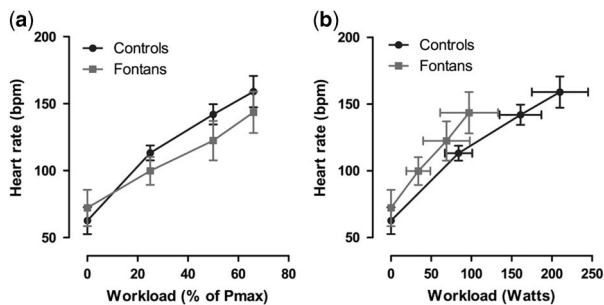 (a)
200
150
100
50
Heart rate (bpm)
Controls
Fontans
0 20 40 60 80
Workload (% of Pmax)
(b)
200
150
100
50
Heart rate (bpm)
Controls
Fontans
0 50 100 150 200 250
Workload (Watts)